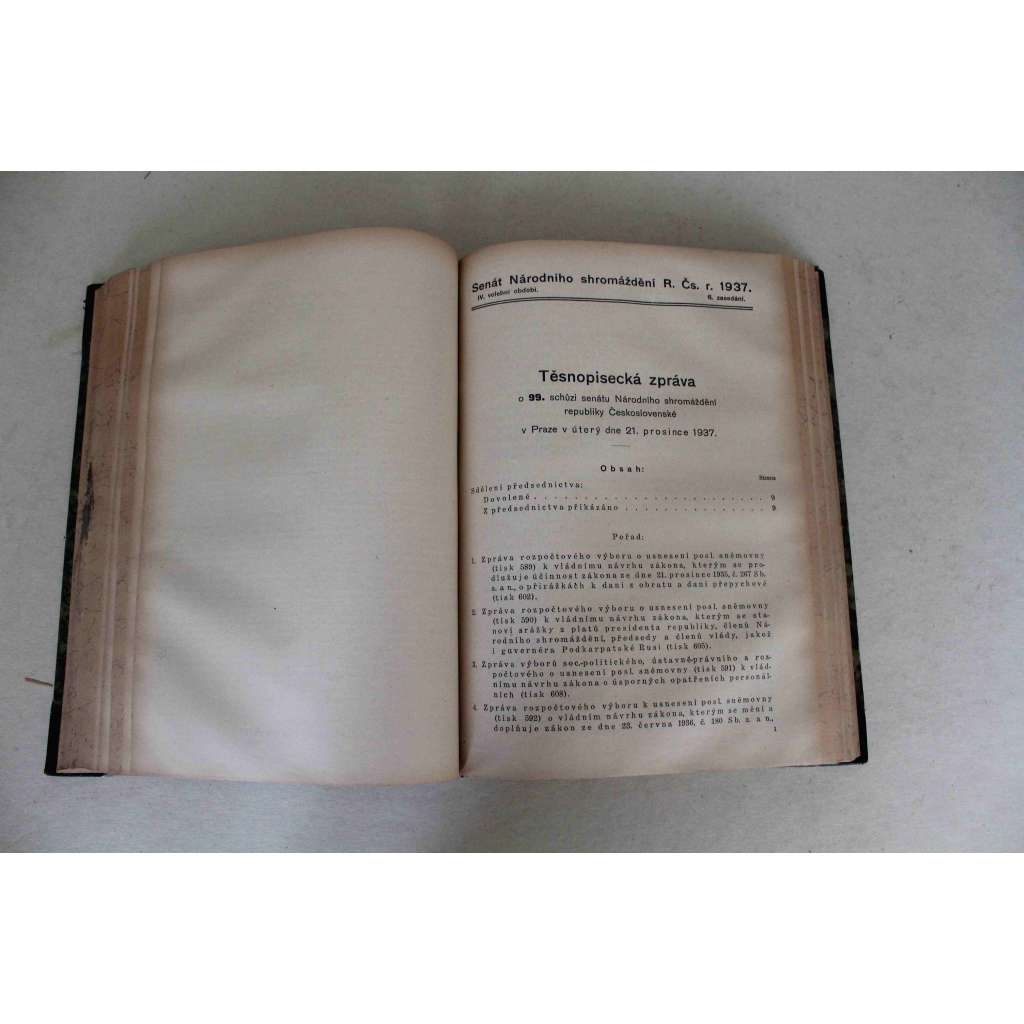 Senát Národního shromáždění R. Čs. r. 1937.
IV. volební období. 6. zasedání.
Těsnopisecká zpráva
o 99. schůzi senátu Národního shromáždění
republiky Československé
v Praze v úterý dne 21. prosince 1937.
Obsah:
Strana
Sdělení předsednictva:
Dovolené . . . . . . . . . . . . . . . . . . . . . . . . 9
Z předsednictva přikázáno . . . . . . . . . . . . . . . 9
Pořad:
1. Zpráva rozpočtového výboru o usnesení posl. sněmovny
(tisk 589) k vládnímu návrhu zákona, kterým se pro-
dlužuje účinnost zákona ze dne 21. prosince 1935, č. 267 Sb.
z. a n., o přirážkách k dani z obratu a dani přepychové
(tisk 602).
2. Zpráva rozpočtového výboru o usnesení posl. sněmovny
(tisk 590) k vládnímu návrhu zákona, kterým se sta-
noví srážky z platů presidenta republiky, členů Ná-
rodního shromáždění, předsedy a členů vlády, jakož
i guvernéra Podkarpatské Rusi (tisk 605).
3. Zpráva výborů soc.-politického, ústavně-právního a roz-
počtového o usnesení posl. sněmovny (tisk 591) k vlád-
nímu návrhu zákona o úsporných opatřeních personál-
ních (tisk 608).
4. Zpráva rozpočtového výboru k usnesení posl. sněmovny
(tisk 592) o vládním návrhu zákona, kterým se mění a
doplňuje zákon ze dne 23. června 1936, č. 180 Sb. z. a n.,
1